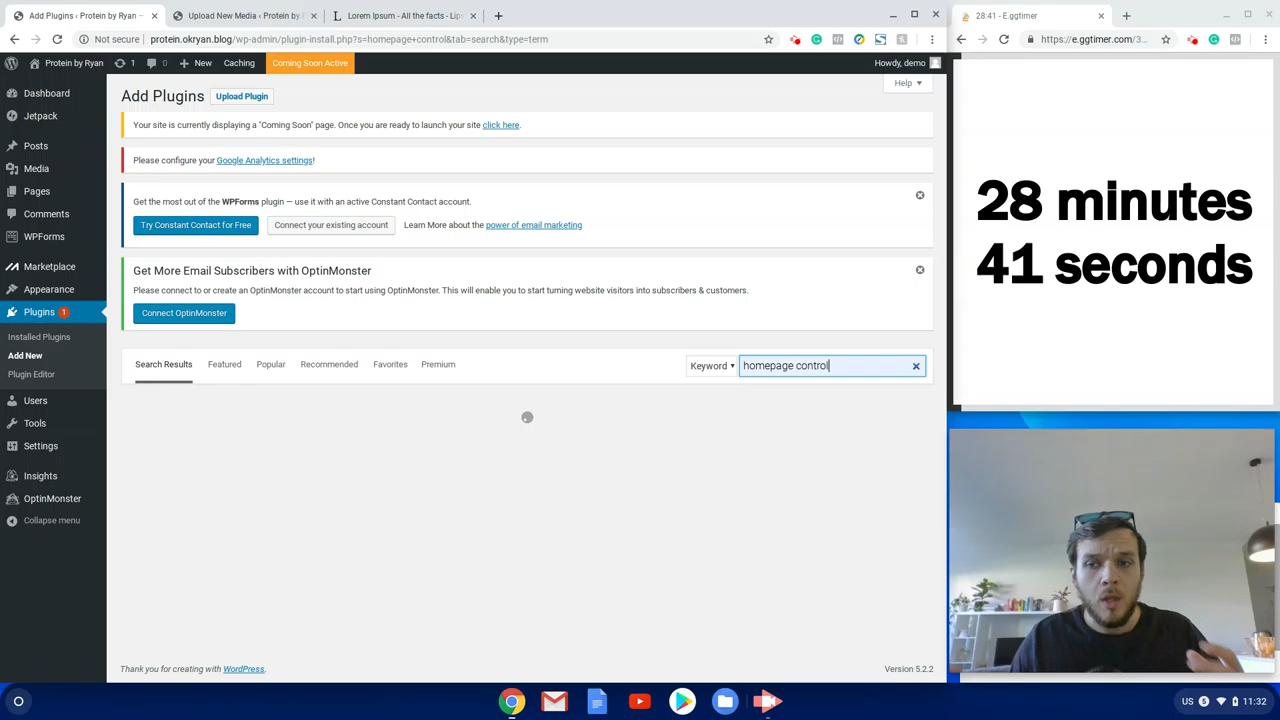 Add Plugins ‹ Protein by Ryan —
Upload New Media ‹ Protein by
Lorem Ipsum - All the facts - Lips
28:41 - E.ggtimer
Not secure
protein.okryan.blog/wp-admin/plugin-install.php?s=homepage+control&tab=search&type=term
https://e.ggtimer.com/3...
Protein by Ryan
1
0
New
Caching
Coming Soon Active
Howdy, demo
Dashboard
Jetpack
Posts
Media
Pages
Comments
WPForms
Marketplace
Appearance
Plugins 1
Installed Plugins
Add New
Plugin Editor
Users
Tools
Settings
Insights
OptinMonster
Collapse menu
Help
Add Plugins
Upload Plugin
Your site is currently displaying a "Coming Soon" page. Once you are ready to launch your site click here.
Please configure your Google Analytics settings!
Get the most out of the WPForms plugin — use it with an active Constant Contact account.
Try Constant Contact for Free
Connect your existing account
Learn More about the power of email marketing
Get More Email Subscribers with OptinMonster
Please connect to or create an OptinMonster account to start using OptinMonster. This will enable you to start turning website visitors into subscribers & customers.
Connect OptinMonster
Search Results
Featured
Popular
Recommended
Favorites
Premium
Keyword
homepage control
Thank you for creating with WordPress.
Version 5.2.2
28 minutes
41 seconds
US
5
11:32